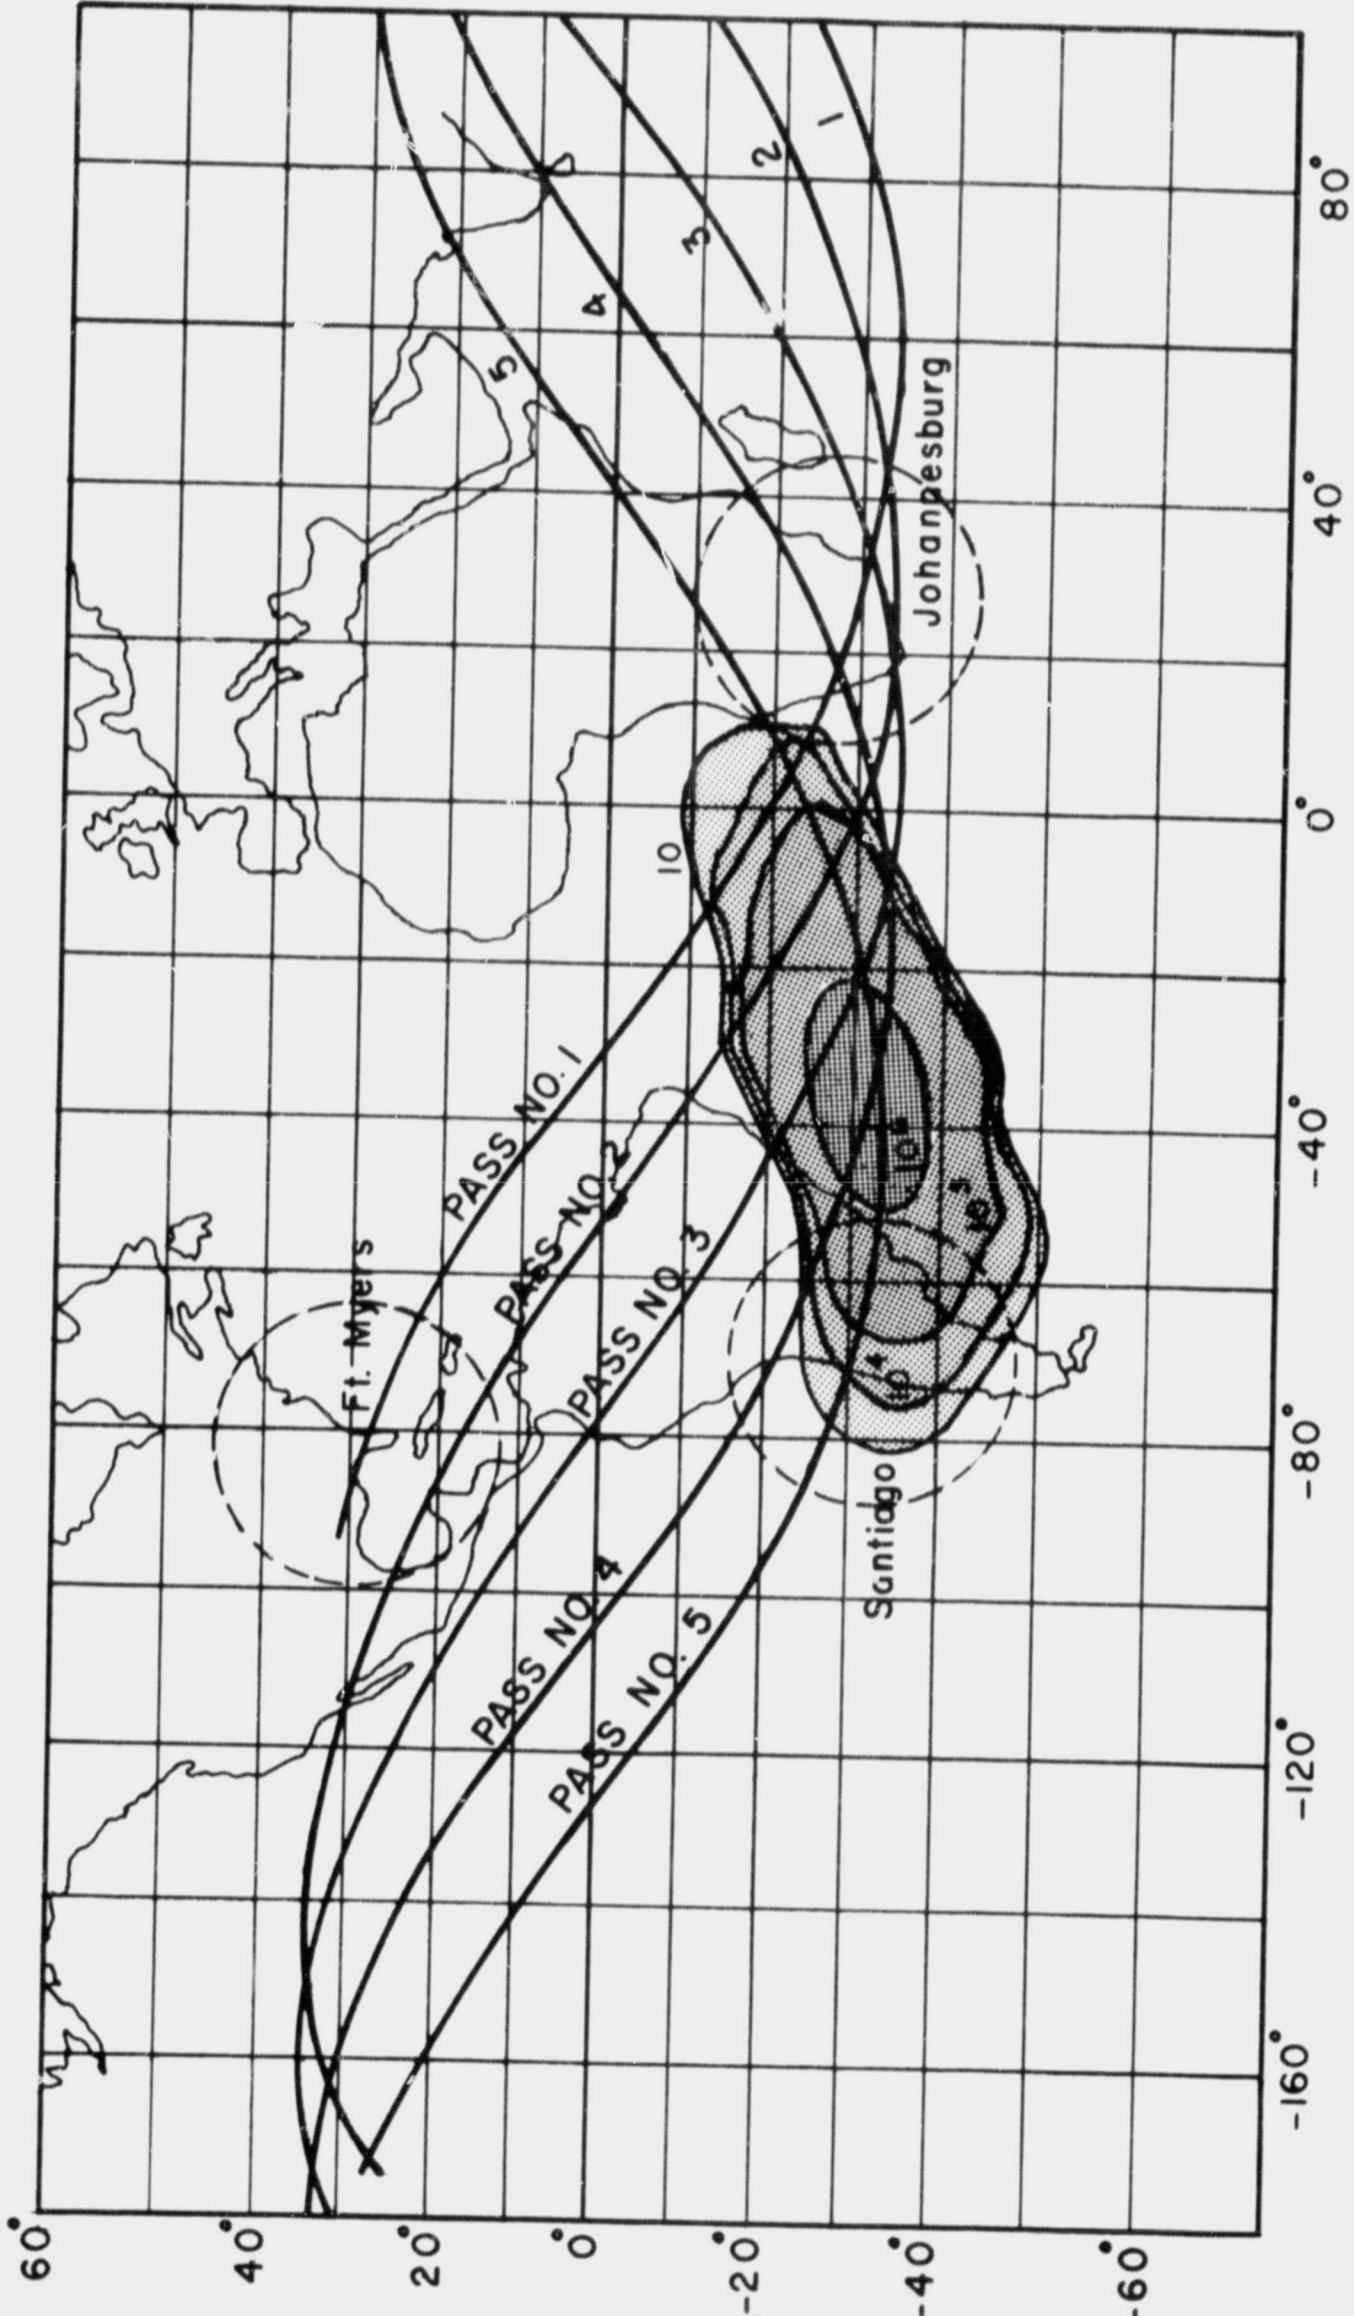 60° 40° 20° 0° -20° -40° -60°
-160° -120° -80° -40° 0° 40° 80°
Ft. Myers
Santiago
Johannesburg
PASS NO. 1
PASS NO. 2
PASS NO. 3
PASS NO. 4
PASS NO. 5
10
10⁴
10⁵
5
4
3
2
1